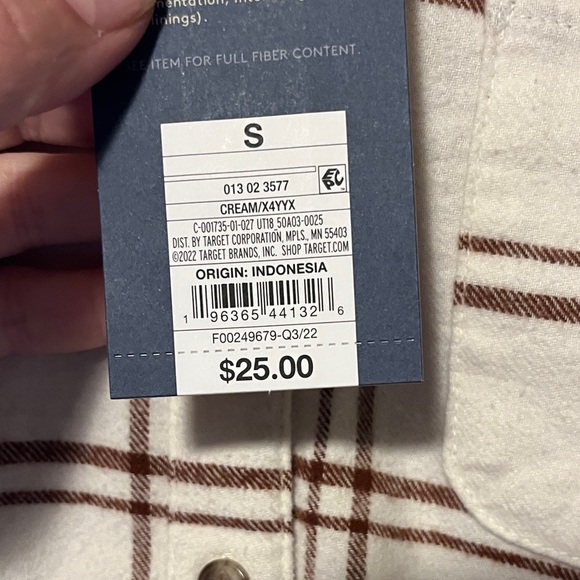 linings).
ITEM FOR FULL FIBER CONTENT.
S
013 02 3577
CREAM/X4YYX
C-001735-01-027 UT18 50A03-0025
DIST. BY TARGET CORPORATION, MPLS., MN 55403
©2022 TARGET BRANDS, INC. SHOP TARGET.COM
ORIGIN: INDONESIA
1 96365 44132 6
F00249679-Q3/22
$25.00